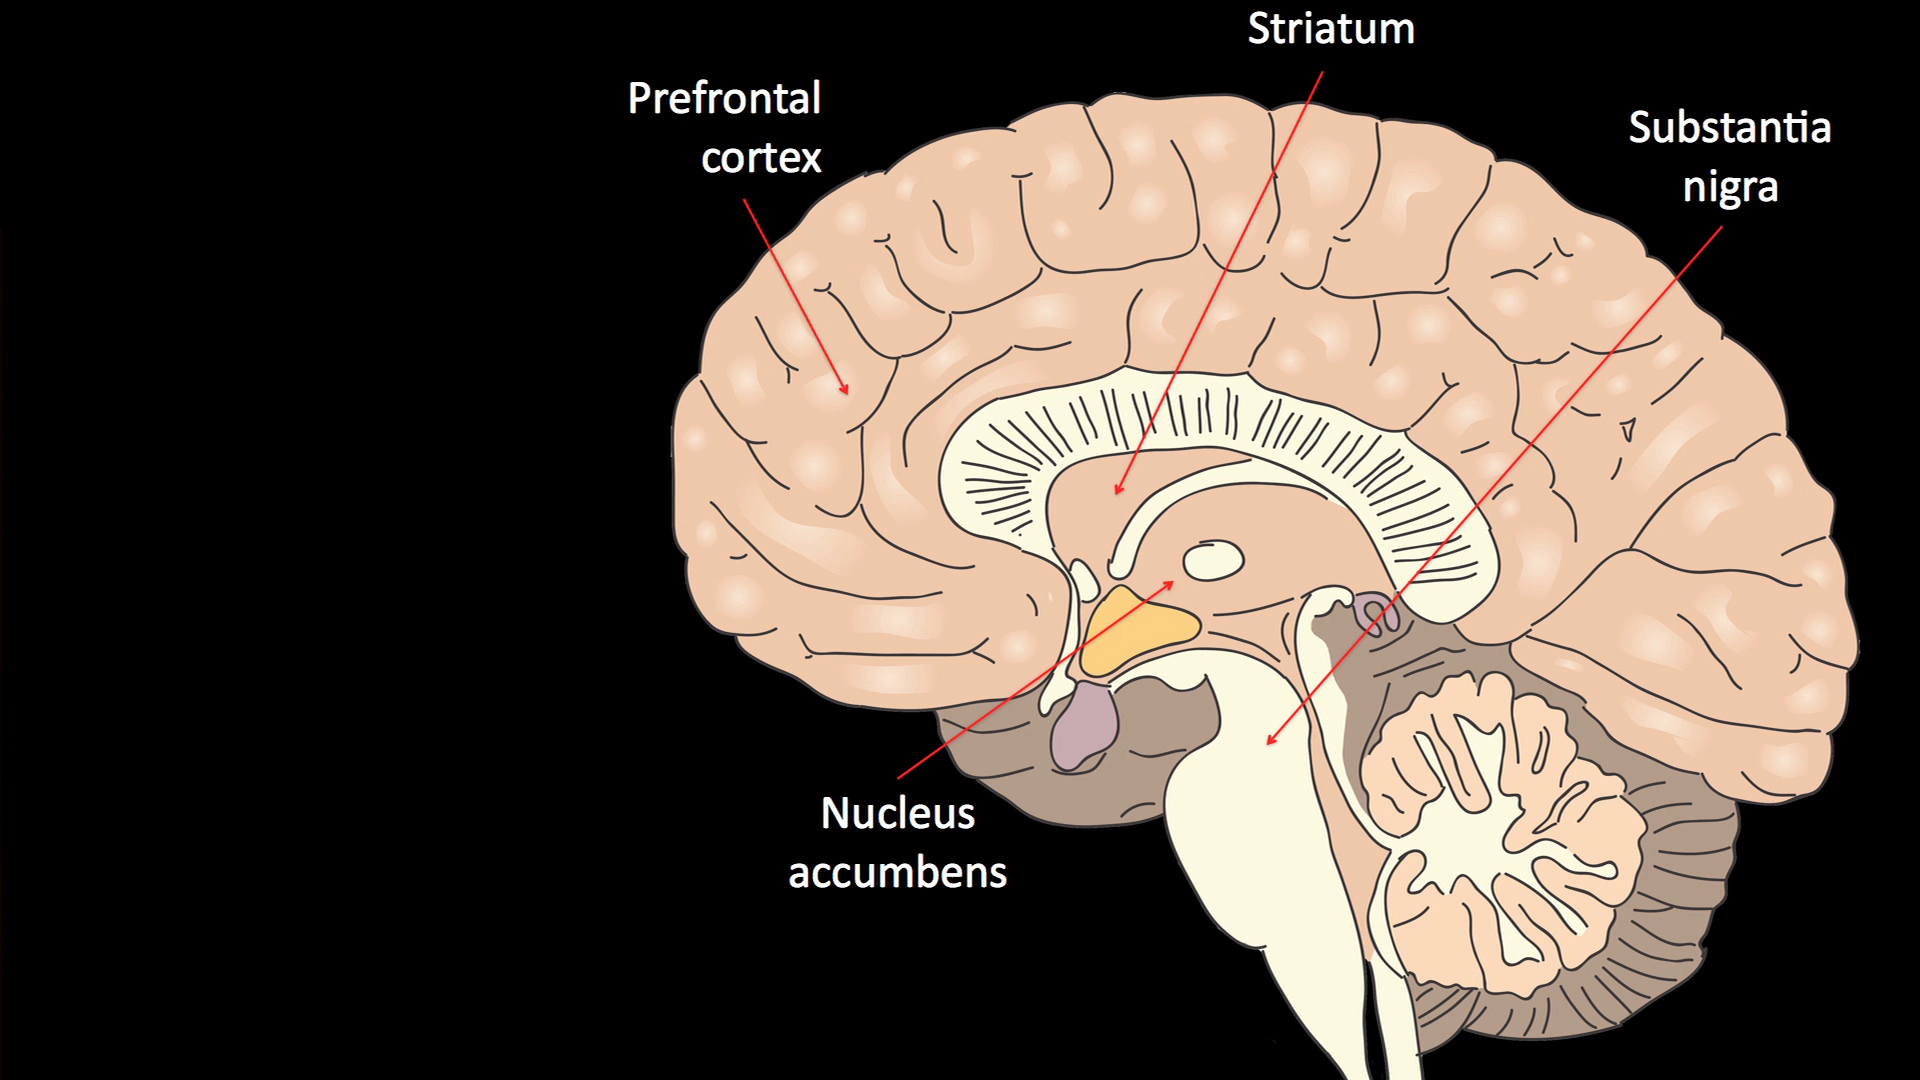 Striatum
Prefrontal
cortex
Substantia
nigra
Nucleus
accumbens